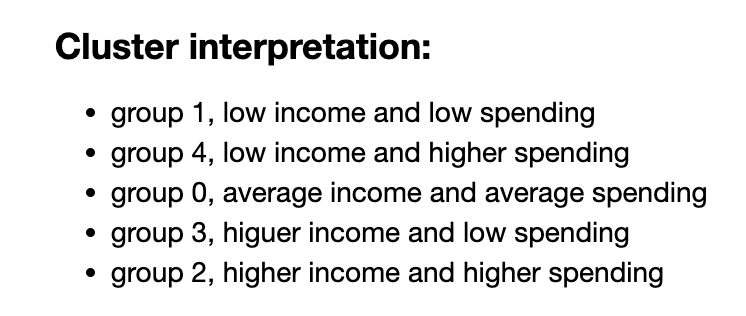 Cluster interpretation:
• group 1, low income and low spending
• group 4, low income and higher spending
• group 0, average income and average spending
• group 3, higuer income and low spending
• group 2, higher income and higher spending